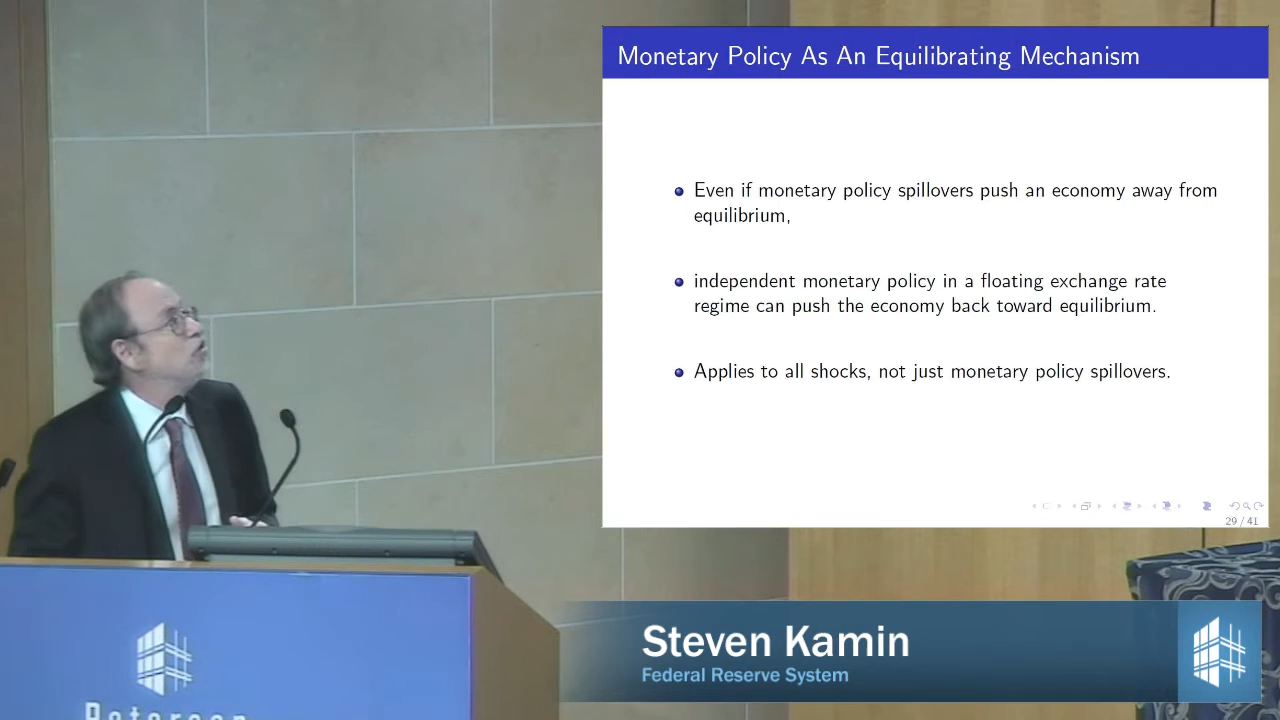 Monetary Policy As An Equilibrating Mechanism
Even if monetary policy spillovers push an economy away from
equilibrium,
independent monetary policy in a floating exchange rate
regime can push the economy back toward equilibrium.
Applies to all shocks, not just monetary policy spillovers.
29 / 41
Steven Kamin
Federal Reserve System